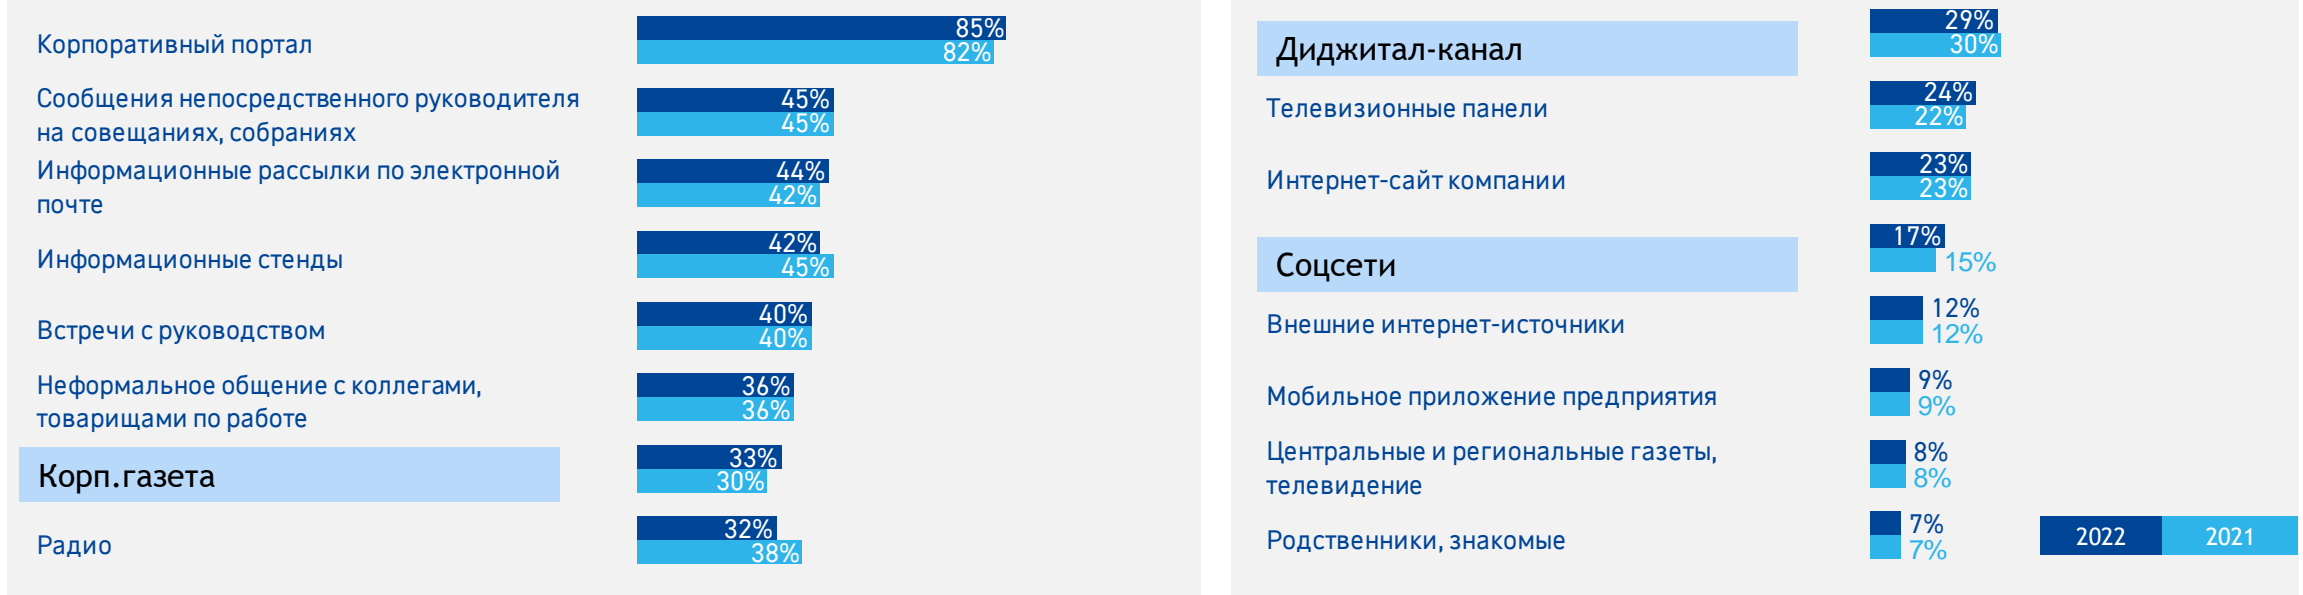 Корпоративный портал
85%
82%
Сообщения непосредственного руководителя
на совещаниях, собраниях
45%
45%
Информационные рассылки по электронной
почте
44%
42%
Информационные стенды
42%
45%
Встречи с руководством
40%
40%
Неформальное общение с коллегами,
товарищами по работе
36%
36%
Корп.газета
33%
30%
Радио
32%
38%
Диджитал-канал
29%
30%
Телевизионные панели
24%
22%
Интернет-сайт компании
23%
23%
Соцсети
17%
15%
Внешние интернет-источники
12%
12%
Мобильное приложение предприятия
9%
9%
Центральные и региональные газеты,
телевидение
8%
8%
Родственники, знакомые
7%
7%
2022 2021